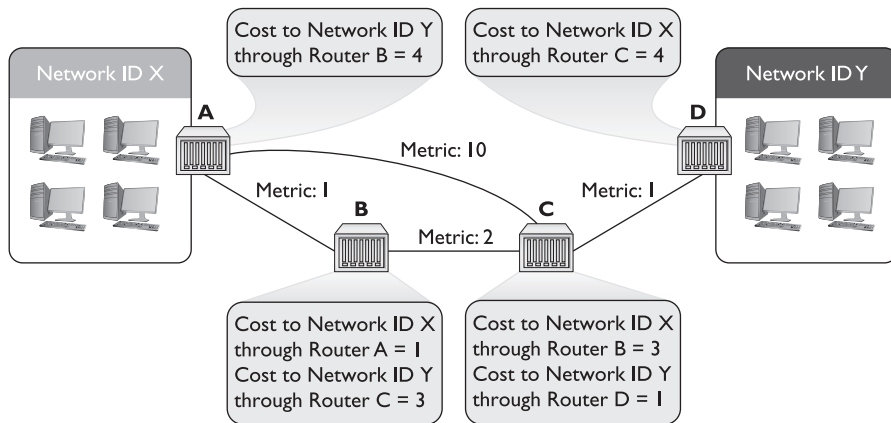 Cost to Network ID Y
through Router B = 4
Cost to Network ID X
through Router C = 4
Network ID X
Network ID Y
A
D
Metric: 10
Metric: 1
Metric: 1
B
C
Metric: 2
Cost to Network ID X
through Router A = 1
Cost to Network ID Y
through Router C = 3
Cost to Network ID X
through Router B = 3
Cost to Network ID Y
through Router D = 1